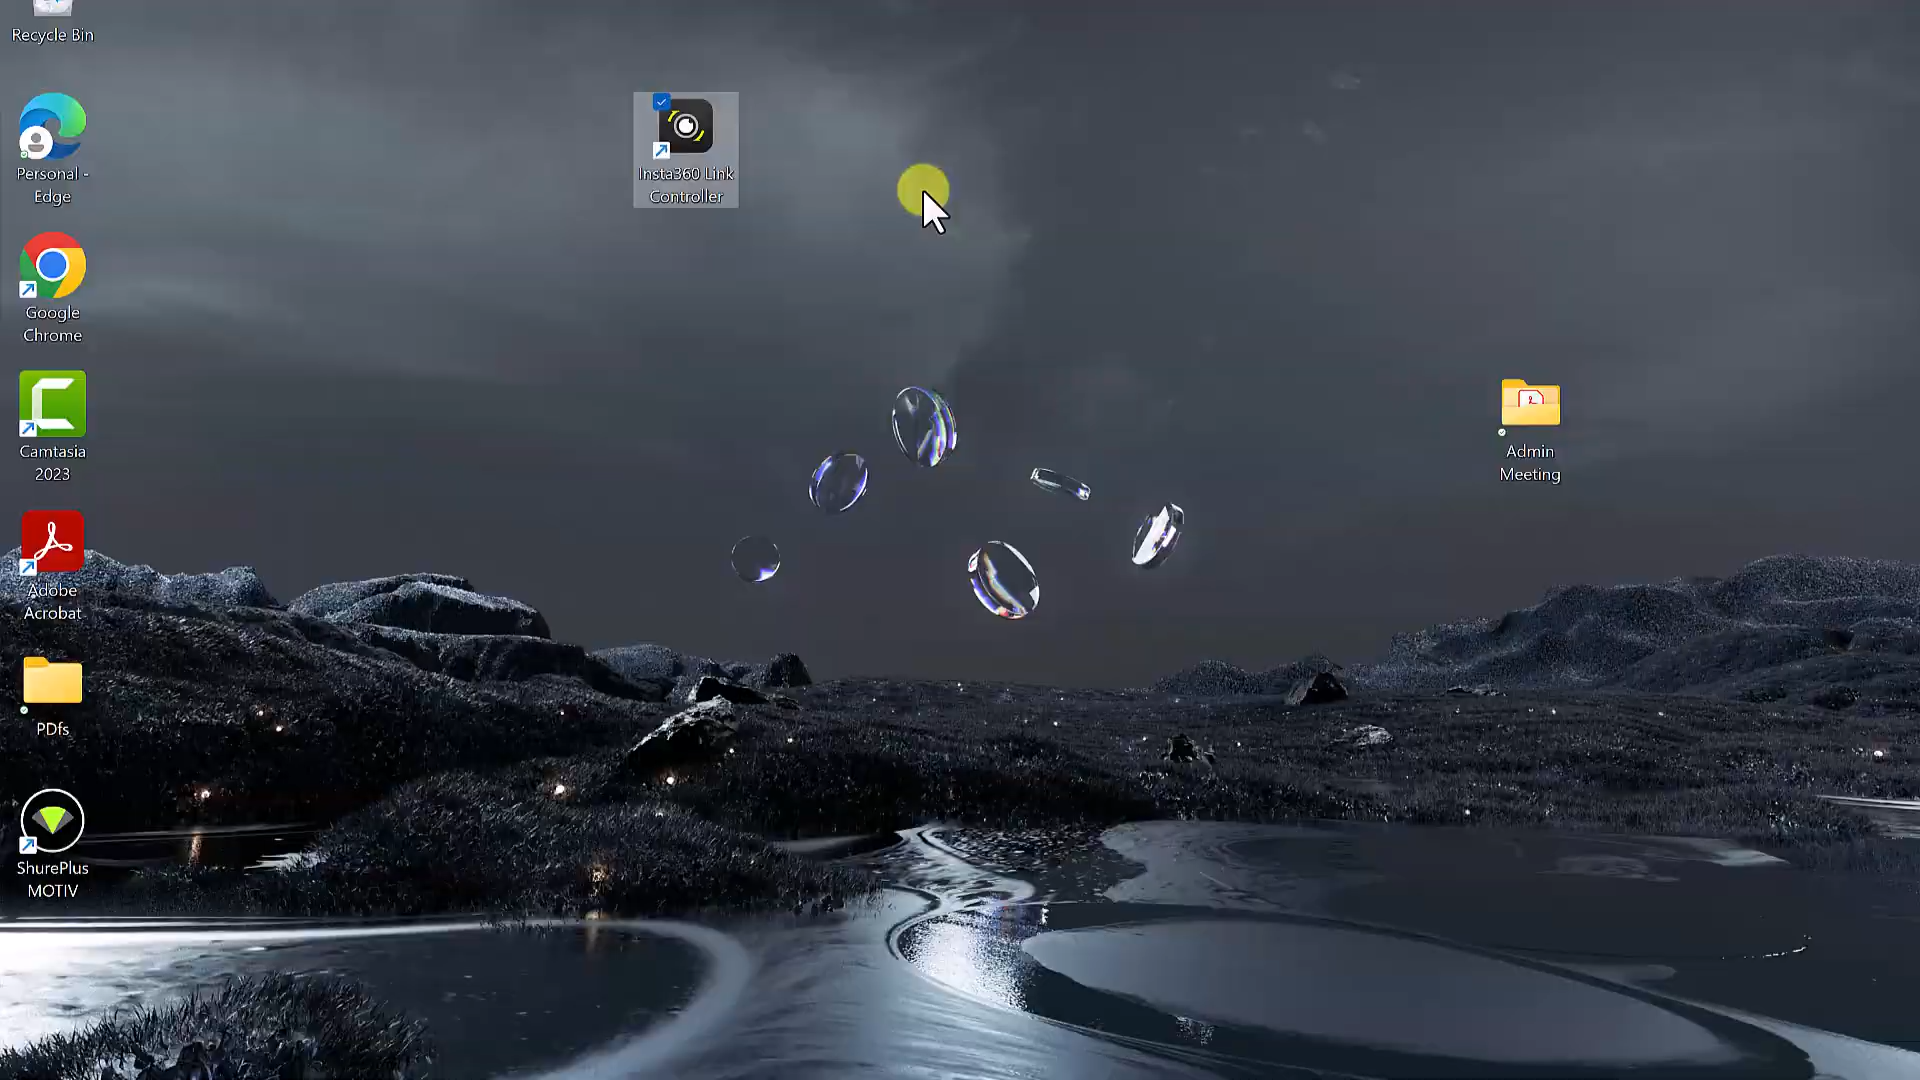 Recycle Bin
Personal -
Edge
Google
Chrome
Camtasia
2023
Adobe
Acrobat
PDfs
ShurePlus
MOTIV
Insta360 Link
Controller
Admin
Meeting